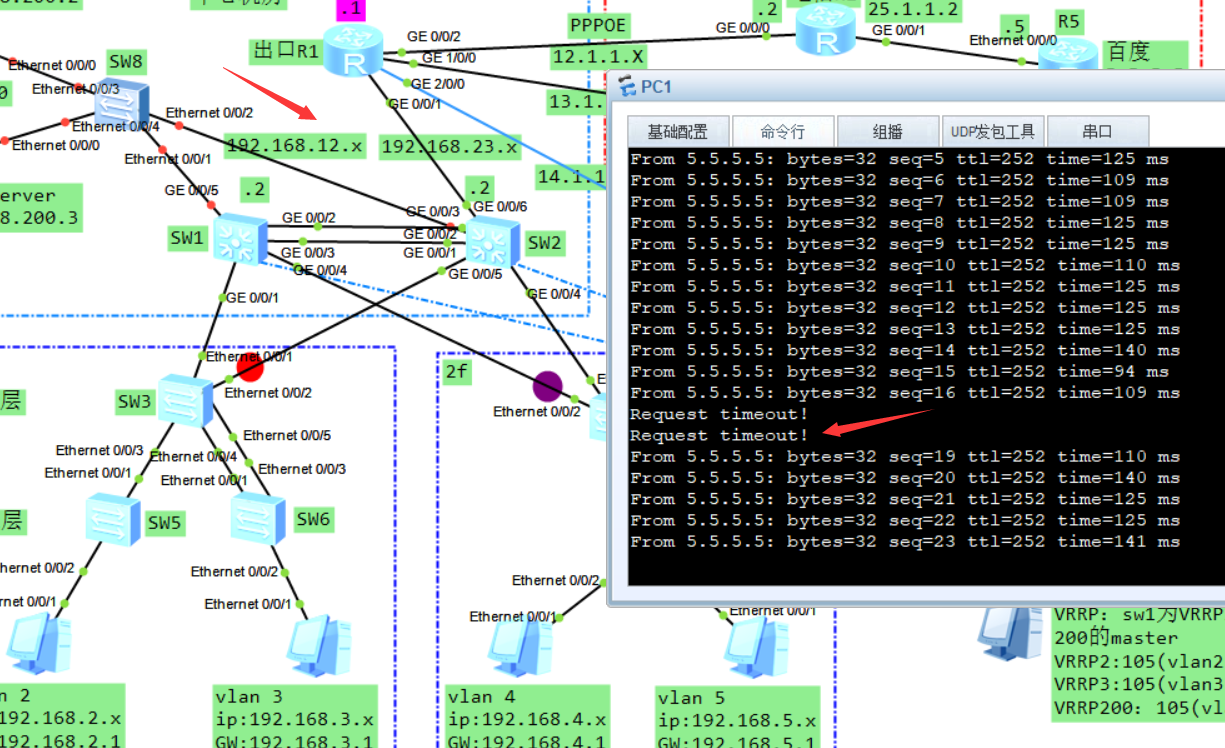 .1
.2
25.1.1.2
GE 0/0/2
PPPOE
GE 0/0/0
GE 0/0/1
.5
R5
出口R1
GE 1/0/0
12.1.1.X
Ethernet 0/0/0
百度
Ethernet 0/0/0
SW8
GE 2/0/0
PC1
Ethernet 0/0/3
GE 0/0/1
13.1.
Ethernet 0/0/2
基础配置
命令行
组播
UDP发包工具
串口
Ethernet 0/0/4
Ethernet 0/0/0
192.168.12.x
192.168.23.x
Ethernet 0/0/1
14.1.1
GE 0/0/5
.2
.2
8.200.3
GE 0/0/2
GE 0/0/3
GE 0/0/6
SW1
GE 0/0/2
SW2
GE 0/0/3
GE 0/0/1
GE 0/0/4
GE 0/0/5
GE 0/0/1
GE 0/0/4
From 5.5.5.5: bytes=32 seq=5 ttl=252 time=125 ms
From 5.5.5.5: bytes=32 seq=6 ttl=252 time=109 ms
From 5.5.5.5: bytes=32 seq=7 ttl=252 time=109 ms
From 5.5.5.5: bytes=32 seq=8 ttl=252 time=125 ms
From 5.5.5.5: bytes=32 seq=9 ttl=252 time=125 ms
From 5.5.5.5: bytes=32 seq=10 ttl=252 time=110 ms
From 5.5.5.5: bytes=32 seq=11 ttl=252 time=125 ms
From 5.5.5.5: bytes=32 seq=12 ttl=252 time=125 ms
From 5.5.5.5: bytes=32 seq=13 ttl=252 time=125 ms
From 5.5.5.5: bytes=32 seq=14 ttl=252 time=140 ms
From 5.5.5.5: bytes=32 seq=15 ttl=252 time=94 ms
From 5.5.5.5: bytes=32 seq=16 ttl=252 time=109 ms
Request timeout!
Request timeout!
From 5.5.5.5: bytes=32 seq=19 ttl=252 time=110 ms
From 5.5.5.5: bytes=32 seq=20 ttl=252 time=140 ms
From 5.5.5.5: bytes=32 seq=21 ttl=252 time=125 ms
From 5.5.5.5: bytes=32 seq=22 ttl=252 time=125 ms
From 5.5.5.5: bytes=32 seq=23 ttl=252 time=141 ms
Ethernet 0/0/1
2f
层
SW3
Ethernet 0/0/2
Ethernet 0/0/2
Ethernet 0/0/5
Ethernet 0/0/3
Ethernet 0/0/4
Ethernet 0/0/1
Ethernet 0/0/3
Ethernet 0/0/1
层
SW5
SW6
Ethernet 0/0/2
Ethernet 0/0/2
Ethernet 0/0/1
Ethernet 0/0/1
Ethernet 0/0/1
VRRP: sw1为VRRP
200的master
VRRP2:105(vlan2
VRRP3:105(vlan3
VRRP200: 105(vl
n 2
192.168.2.x
192.168.2.1
vlan 3
ip:192.168.3.x
GW:192.168.3.1
vlan 4
ip:192.168.4.x
GW:192.168.4.1
vlan 5
ip:192.168.5.x
GW:192.168.5.1